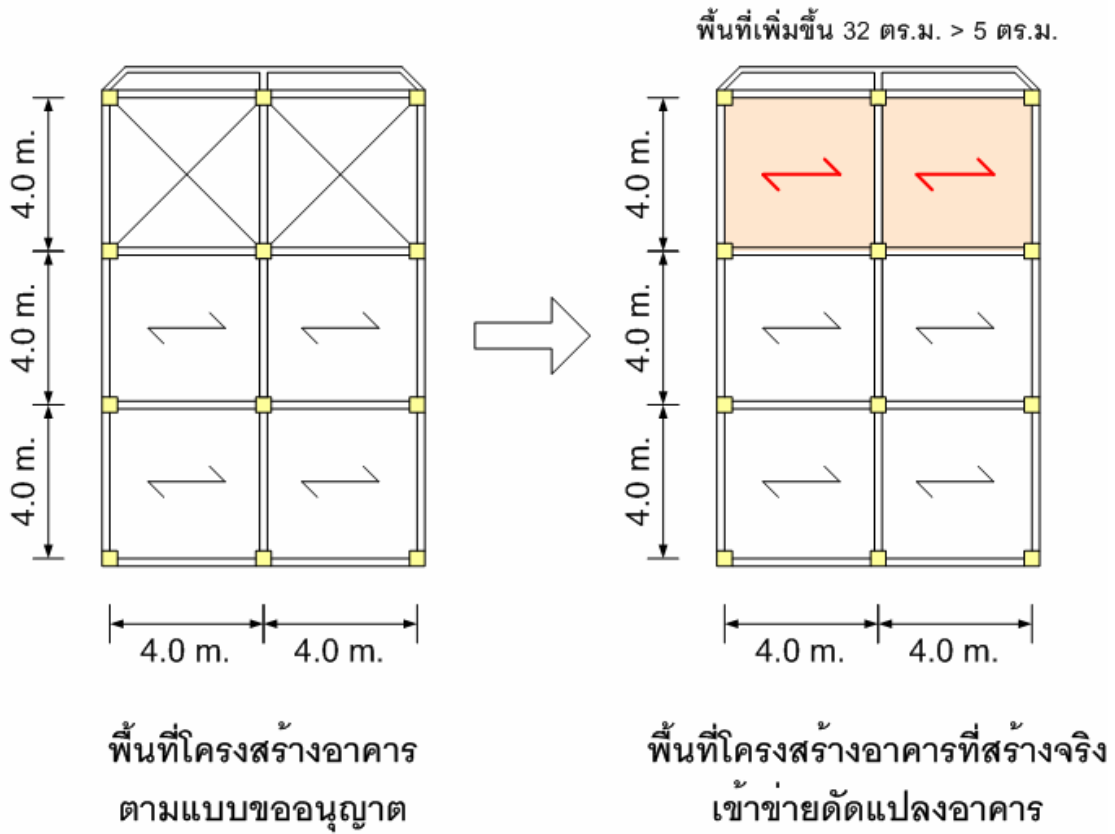 พื้นที่เพิ่มขึ้น 32 ตร.ม. > 5 ตร.ม.
4.0 m.
4.0 m.
4.0 m.
4.0 m.
4.0 m.
พื้นที่โครงสร้างอาคาร
ตามแบบขออนุญาต
4.0 m.
4.0 m.
4.0 m.
4.0 m.
4.0 m.
พื้นที่โครงสร้างอาคารที่สร้างจริง
เข้าข่ายดัดแปลงอาคาร